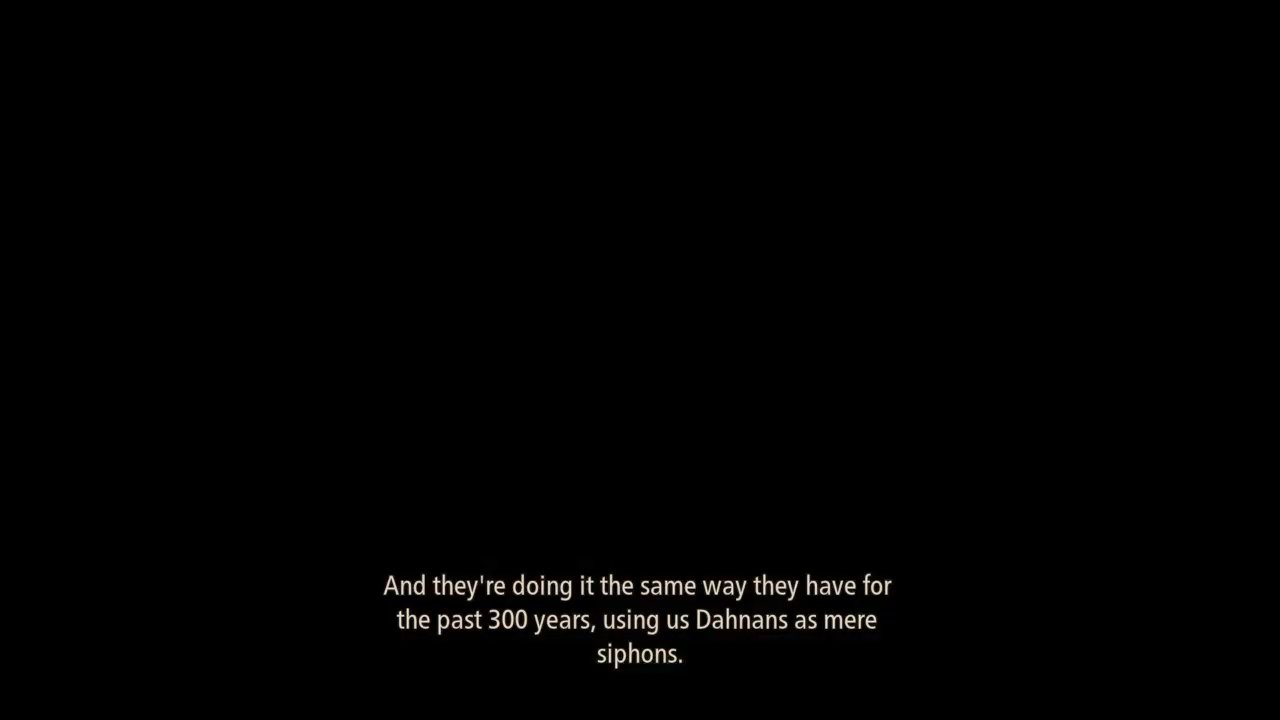 And they're doing it the same way they have for
the past 300 years, using us Dahnans as mere
siphons.